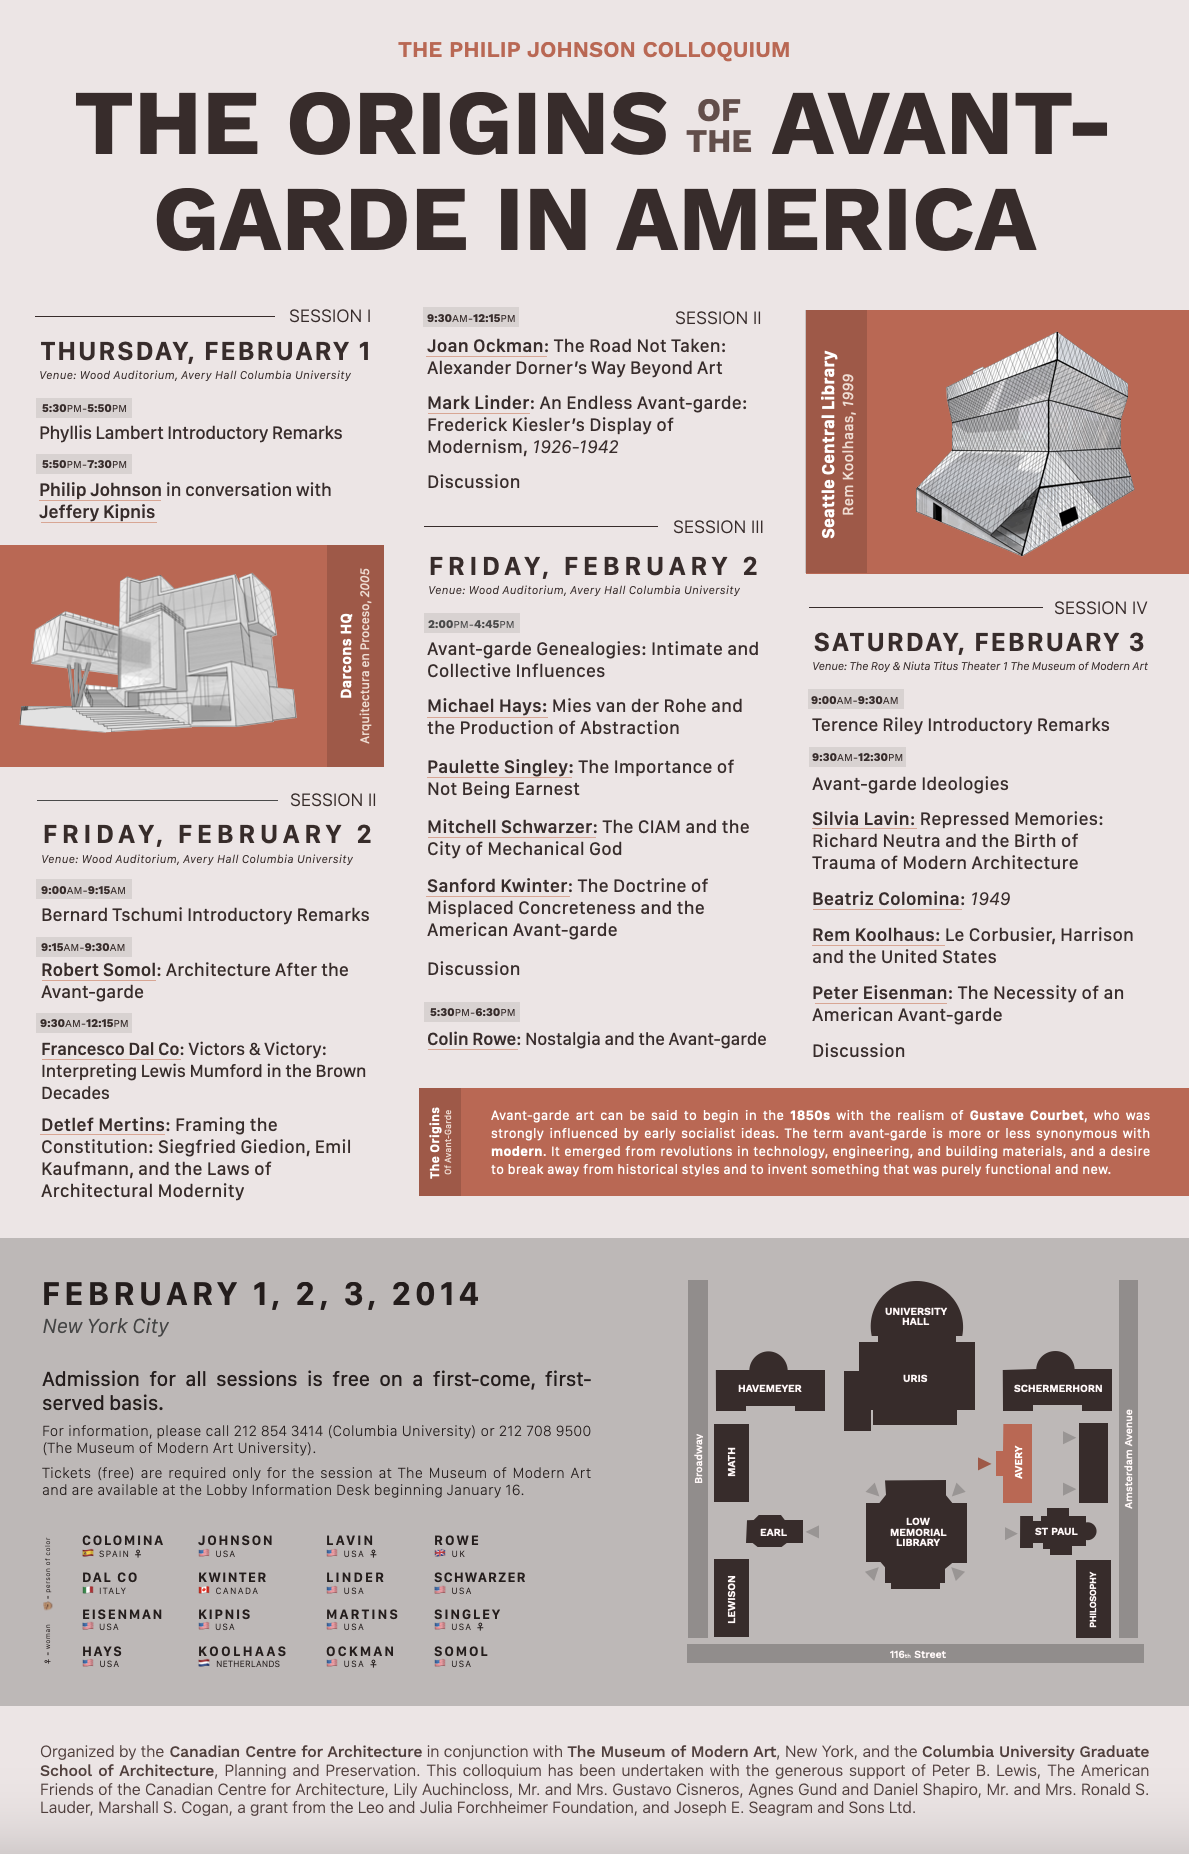 THE PHILIP JOHNSON COLLOQUIUM
THE ORIGINS OF THE AVANT-
GARDE IN AMERICA
SESSION I
THURSDAY, FEBRUARY 1
Venue: Wood Auditorium, Avery Hall Columbia University
5:30PM-5:50PM
Phyllis Lambert Introductory Remarks
5:50PM-7:30PM
Philip Johnson in conversation with
Jeffery Kipnis
Darcons HQ
Arquitectura en Proceso, 2005
SESSION II
FRIDAY, FEBRUARY 2
Venue: Wood Auditorium, Avery Hall Columbia University
9:00AM-9:15AM
Bernard Tschumi Introductory Remarks
9:15AM-9:30AM
Robert Somol: Architecture After the
Avant-garde
9:30AM-12:15PM
Francesco Dal Co: Victors & Victory:
Interpreting Lewis Mumford in the Brown
Decades
Detlef Mertins: Framing the
Constitution: Siegfried Giedion, Emil
Kaufmann, and the Laws of
Architectural Modernity
9:30AM-12:15PM
SESSION II
Joan Ockman: The Road Not Taken:
Alexander Dorner's Way Beyond Art
Mark Linder: An Endless Avant-garde:
Frederick Kiesler's Display of
Modernism, 1926-1942
Discussion
SESSION III
FRIDAY, FEBRUARY 2
Venue: Wood Auditorium, Avery Hall Columbia University
2:00PM-4:45PM
Avant-garde Genealogies: Intimate and
Collective Influences
Michael Hays: Mies van der Rohe and
the Production of Abstraction
Paulette Singley: The Importance of
Not Being Earnest
Mitchell Schwarzer: The CIAM and the
City of Mechanical God
Sanford Kwinter: The Doctrine of
Misplaced Concreteness and the
American Avant-garde
Discussion
5:30PM-6:30PM
Colin Rowe: Nostalgia and the Avant-garde
Seattle Central Library
Rem Koolhaas, 1999
SESSION IV
SATURDAY, FEBRUARY 3
Venue: The Roy & Niuta Titus Theater 1 The Museum of Modern Art
9:00AM-9:30AM
Terence Riley Introductory Remarks
9:30AM-12:30PM
Avant-garde Ideologies
Silvia Lavin: Repressed Memories:
Richard Neutra and the Birth of
Trauma of Modern Architecture
Beatriz Colomina: 1949
Rem Koolhaus: Le Corbusier, Harrison
and the United States
Peter Eisenman: The Necessity of an
American Avant-garde
Discussion
The Origins
Of Avant-Garde
Avant-garde art can be said to begin in the 1850s with the realism of Gustave Courbet, who was
strongly influenced by early socialist ideas. The term avant-garde is more or less synonymous with
modern. It emerged from revolutions in technology, engineering, and building materials, and a desire
to break away from historical styles and to invent something that was purely functional and new.
FEBRUARY 1, 2, 3, 2014
New York City
Admission for all sessions is free on a first-come, first-
served basis.
For information, please call 212 854 3414 (Columbia University) or 212 708 9500
(The Museum of Modern Art University).
Tickets (free) are required only for the session at The Museum of Modern Art
and are available at the Lobby Information Desk beginning January 16.
= woman = person of color
COLOMINA
SPAIN
JOHNSON
USA
LAVIN
USA
ROWE
UK
DAL CO
ITALY
KWINTER
CANADA
LINDER
USA
SCHWARZER
USA
EISENMAN
USA
KIPNIS
USA
MARTINS
USA
SINGLEY
USA
HAYS
USA
KOOLHAAS
NETHERLANDS
OCKMAN
USA
SOMOL
USA
UNIVERSITY
HALL
URIS
HAVEMEYER
SCHERMERHORN
Broadway
MATH
AVERY
Amsterdam Avenue
EARL
LOW
MEMORIAL
LIBRARY
ST PAUL
LEWISON
PHILOSOPHY
116th Street
Organized by the Canadian Centre for Architecture in conjunction with The Museum of Modern Art, New York, and the Columbia University Graduate
School of Architecture, Planning and Preservation. This colloquium has been undertaken with the generous support of Peter B. Lewis, The American
Friends of the Canadian Centre for Architecture, Lily Auchincloss, Mr. and Mrs. Gustavo Cisneros, Agnes Gund and Daniel Shapiro, Mr. and Mrs. Ronald S.
Lauder, Marshall S. Cogan, a grant from the Leo and Julia Forchheimer Foundation, and Joseph E. Seagram and Sons Ltd.